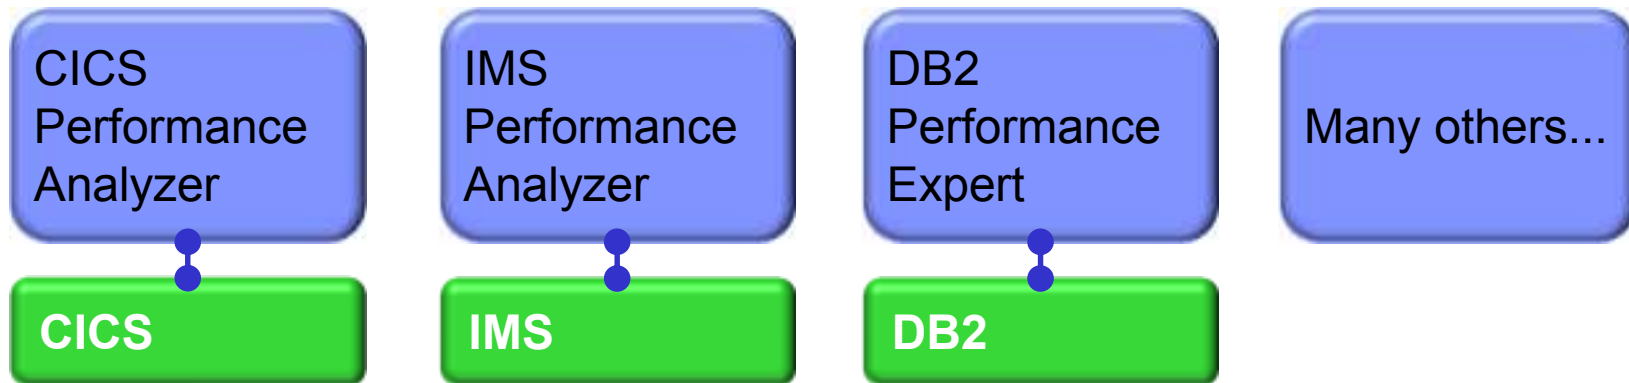 CICS
Performance
Analyzer
IMS
Performance
Analyzer
DB2
Performance
Expert
Many others...
CICS
IMS
DB2